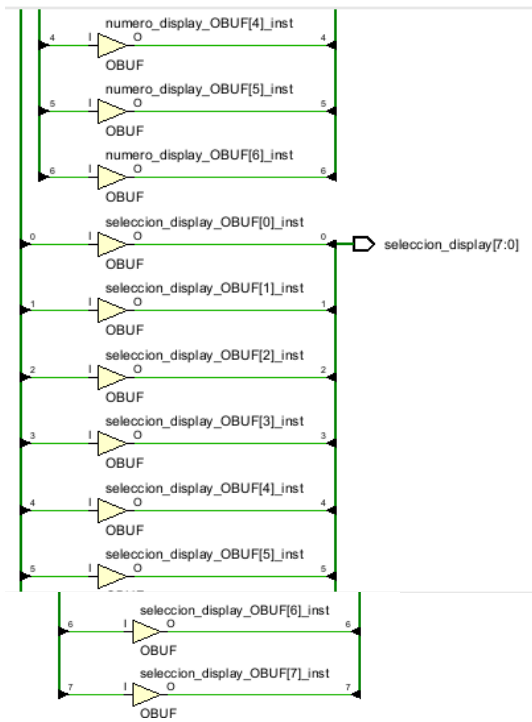 numero_display_OBUF[4]_inst
4 I O 4
OBUF
numero_display_OBUF[5]_inst
5 I O 5
OBUF
numero_display_OBUF[6]_inst
6 I O 6
OBUF
seleccion_display_OBUF[0]_inst
0 I O 0 seleccion_display[7:0]
OBUF
seleccion_display_OBUF[1]_inst
1 I O 1
OBUF
seleccion_display_OBUF[2]_inst
2 I O 2
OBUF
seleccion_display_OBUF[3]_inst
3 I O 3
OBUF
seleccion_display_OBUF[4]_inst
4 I O 4
OBUF
seleccion_display_OBUF[5]_inst
5 I O 5
seleccion_display_OBUF[6]_inst
6 I O 6
OBUF
seleccion_display_OBUF[7]_inst
7 I O 7
OBUF